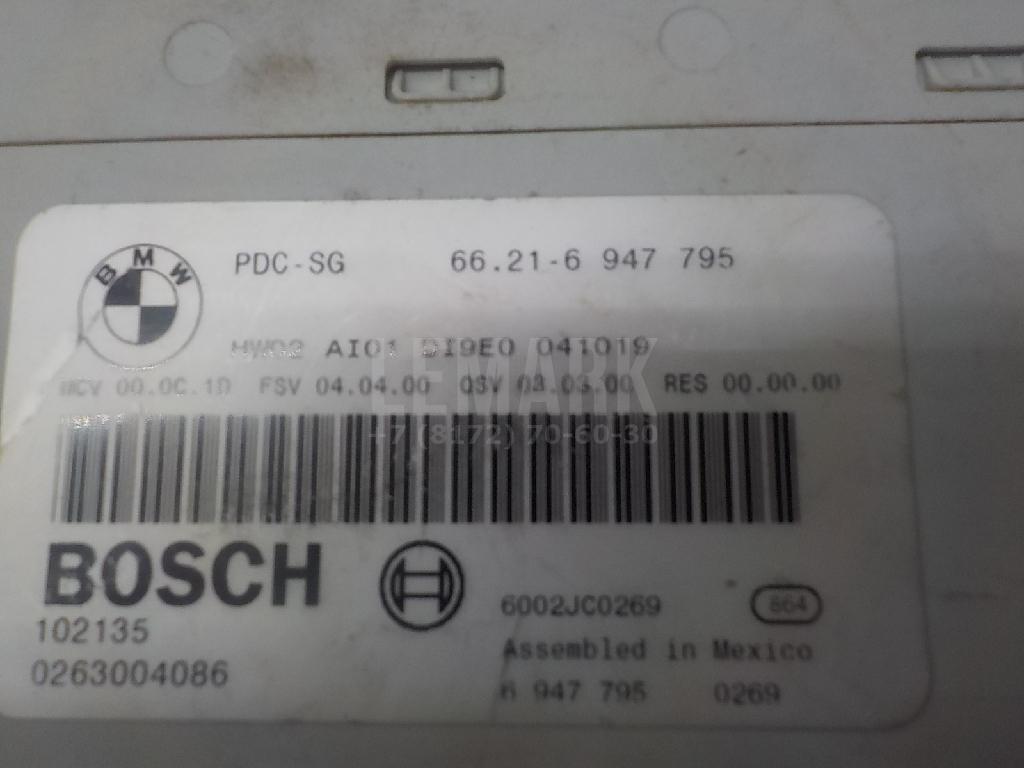 BMW
PDC-SG 66.21-6 947 795
HW02 AI01 DI9E0 041019
MCV 00.0C.1D FSV 04.04.00 QSV 03.03.00 RES 00.00.00
LEMARK
+7 (8172) 70-60-30
BOSCH
102135 6002JC0269 864
0263004086 Assembled in Mexico
6 947 795 0269